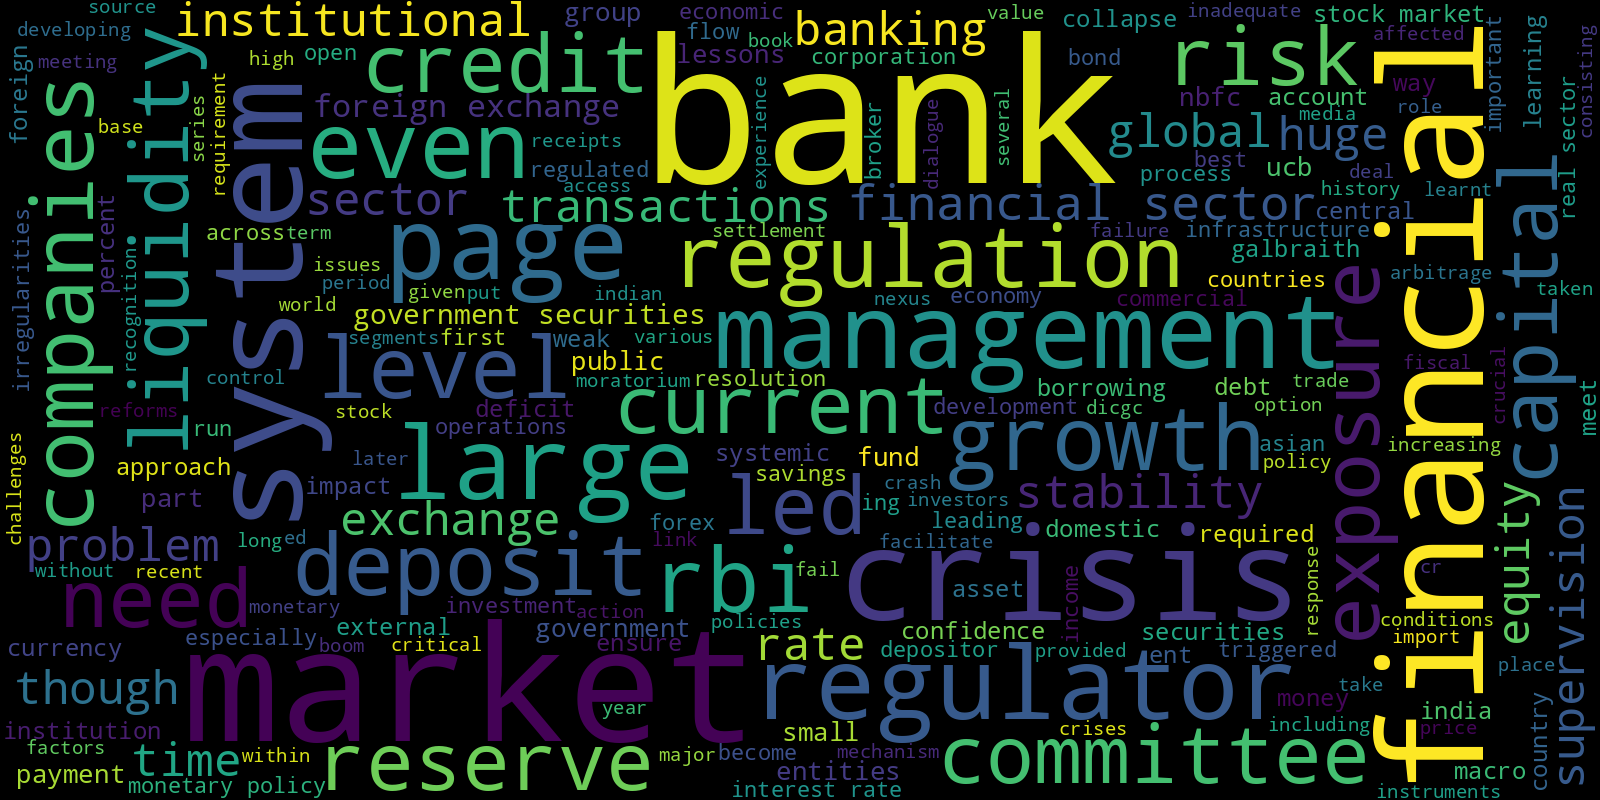 source
institutional
group
economic
value
inadequate
stock market
developing
flow
book
banking
collapse
affected
foreign
meeting
high
open
credit
lessons
corporation
bond
risk
important
learning
liquidity
bank
financial
way
consisting
companies
system
series
requirement
foreign exchange
experience
broker
dialogue
several
nbfc
account
media
role
base
even
receipts
global
huge
sector
regulated
access
best
ucb
process
deal
history
learnt
real
capital
irregularities
percent
sector
transactions
financial sector
central
across
term
page
settlement
regulation
failure
infrastructure
galbraith
recognition
issues
period
given
put
indian
countries
arbitrage
taken
world
nexus
economy
commercial
exposure
government securities
management
segments
first
weak
various
level
public
fiscal
crucial
control
moratorium
resolution
borrowing
debt
trade
meet
reforms
stock
deficit
current
development
dicgc
option
run
operations
growth
asian
increasing
challenges
approach
later
large
systemic
fund
policy
savings
part
impact
led
crash
ing
investors
stability
equity
supervision
exchange
forex
leading
domestic
required
problem
long
ed
link
facilitate
crisis
without
recent
deposit
rbi
fail
asset
income
response
cr
need
monetary
investment
action
policies
conditions
especially
external
government
confidence
securities
import
currency
boom
critical
ensure
rate
depositor
provided
ent
triggered
place
though
market
regulator
take
money
year
india
institution
small
crises
including
price
country
factors
time
within
reserve
major
become
mechanism
committee
payment
entities
macro
monetary policy
interest rate
instruments